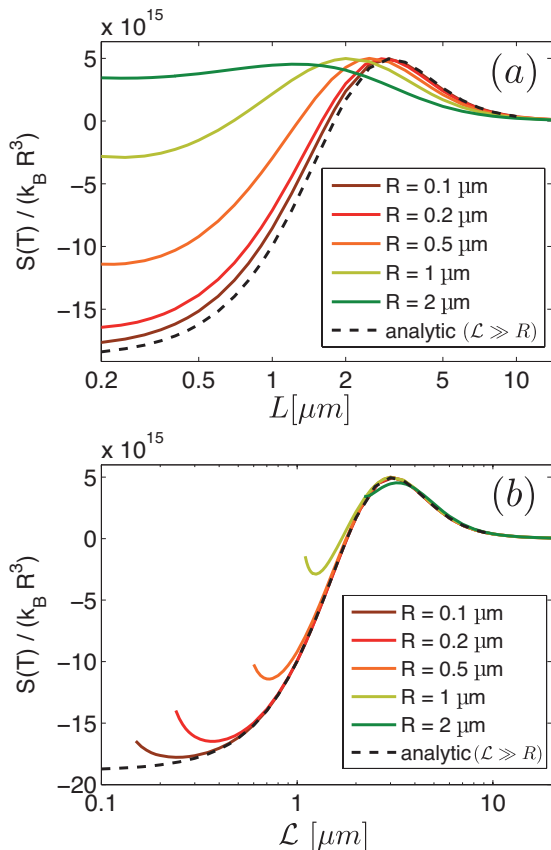 x 10^15
(a)
5
0
−5
−10
−15
S(T) / (k_B R^3)
R = 0.1 μm
R = 0.2 μm
R = 0.5 μm
R = 1 μm
R = 2 μm
analytic (ℒ ≫ R)
0.2 0.5 1 2 5 10
L[μm]
x 10^15
(b)
5
0
−5
−10
−15
−20
S(T) / (k_B R^3)
R = 0.1 μm
R = 0.2 μm
R = 0.5 μm
R = 1 μm
R = 2 μm
analytic (ℒ ≫ R)
0.1 1 10
ℒ [μm]